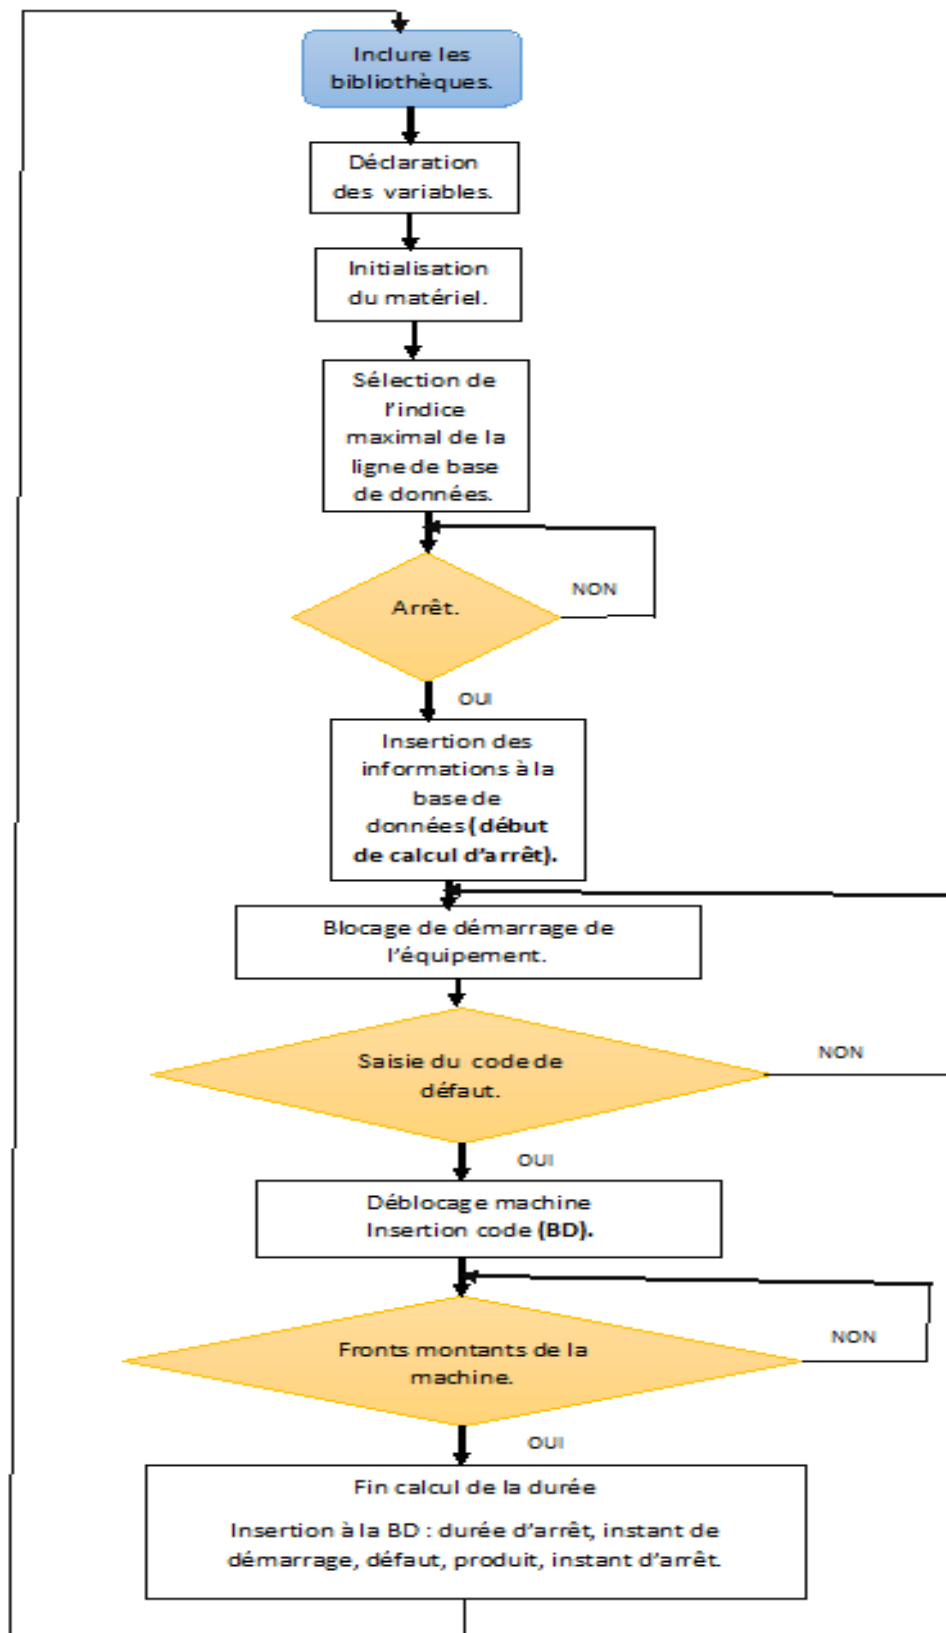 Inclure les
bibliothèques.
Déclaration
des variables.
Initialisation
du matériel.
Sélection de
l'indice
maximal de la
ligne de base
de données.
Arrêt.
NON
OUI
Insertion des
informations à la
base de
données (début
de calcul d'arrêt).
Blocage de démarrage de
l'équipement.
Saisie du code de
défaut.
NON
OUI
Déblocage machine
Insertion code (BD).
Fronts montants de la
machine.
NON
OUI
Fin calcul de la durée
Insertion à la BD : durée d'arrêt, instant de
démarrage, défaut, produit, instant d'arrêt.